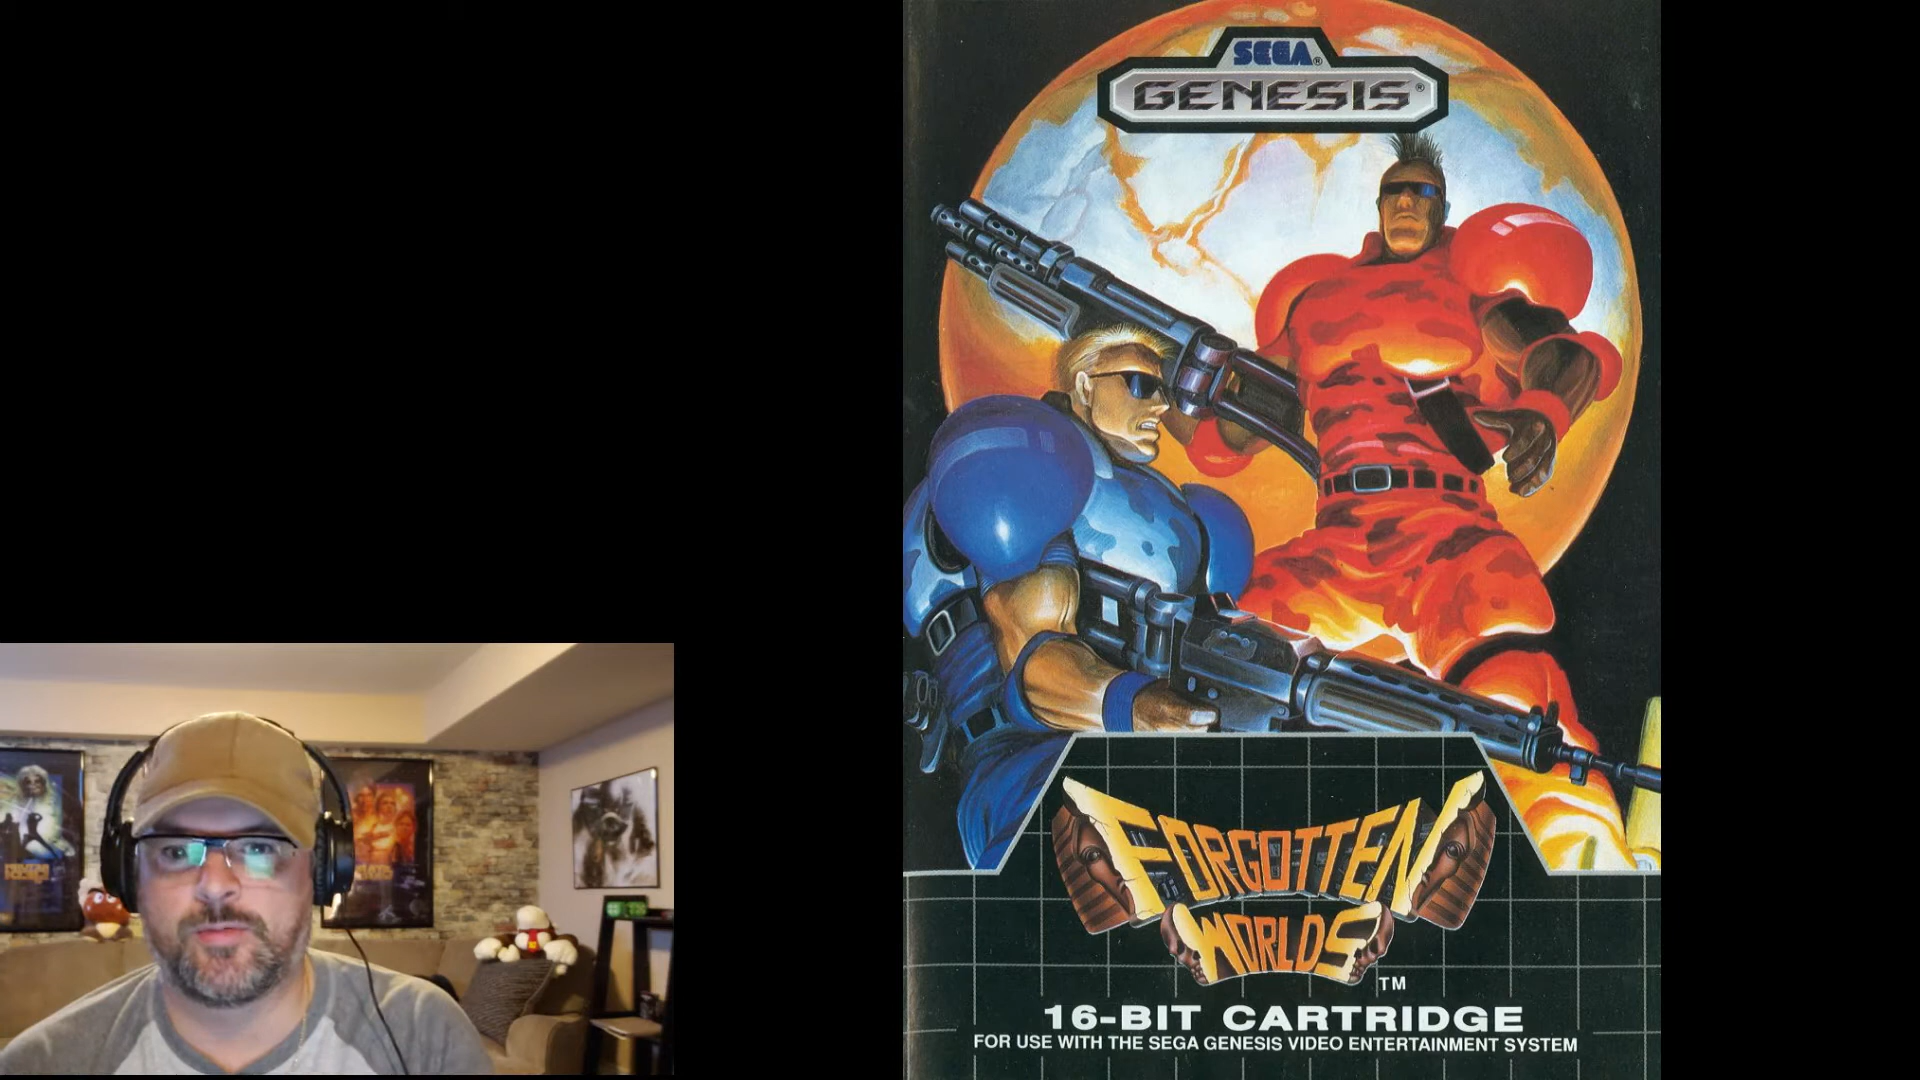 SEGA®
GENESIS®
FORGOTTEN
WORLDS
TM
16-BIT CARTRIDGE
FOR USE WITH THE SEGA GENESIS VIDEO ENTERTAINMENT SYSTEM